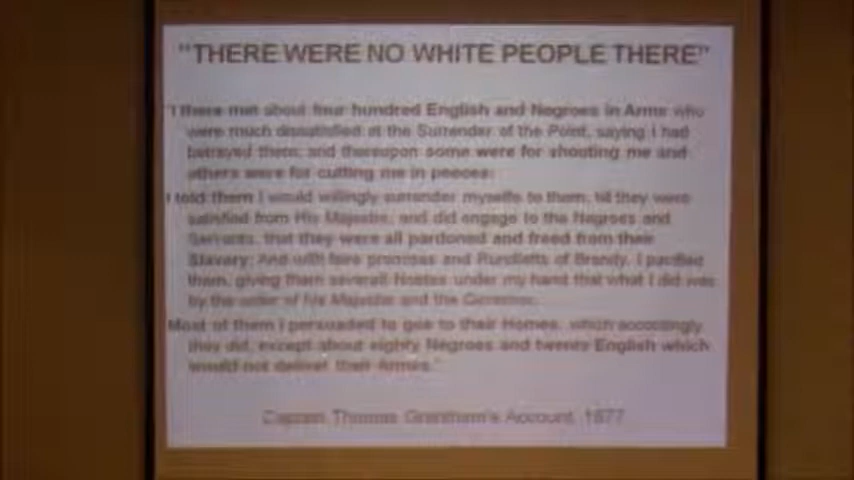 "THERE WERE NO WHITE PEOPLE THERE"
"I there met about four hundred English and Negroes in Arms who
were much dissatisfied at the Surrender of the Point, saying I had
betrayed them, and thereupon some were for shooting me and
others were for cutting me in peeces:
I told them I would willingly surrender myselfe to them, till they were
satisfied from His Majestie, and did engage to the Negroes and
Servants, that they were all pardoned and freed from their
Slavery: And with faire promises and Rundletts of Brandy, I pacified
them, giving them severall Noates under my hand that what I did was
by the order of his Majestie and the Governor.
Most of them I persuaded to goe to their Homes, which accordingly
they did, except about eighty Negroes and twenty English which
would not deliver their Armes."
Captain Thomas Grantham's Account, 1677